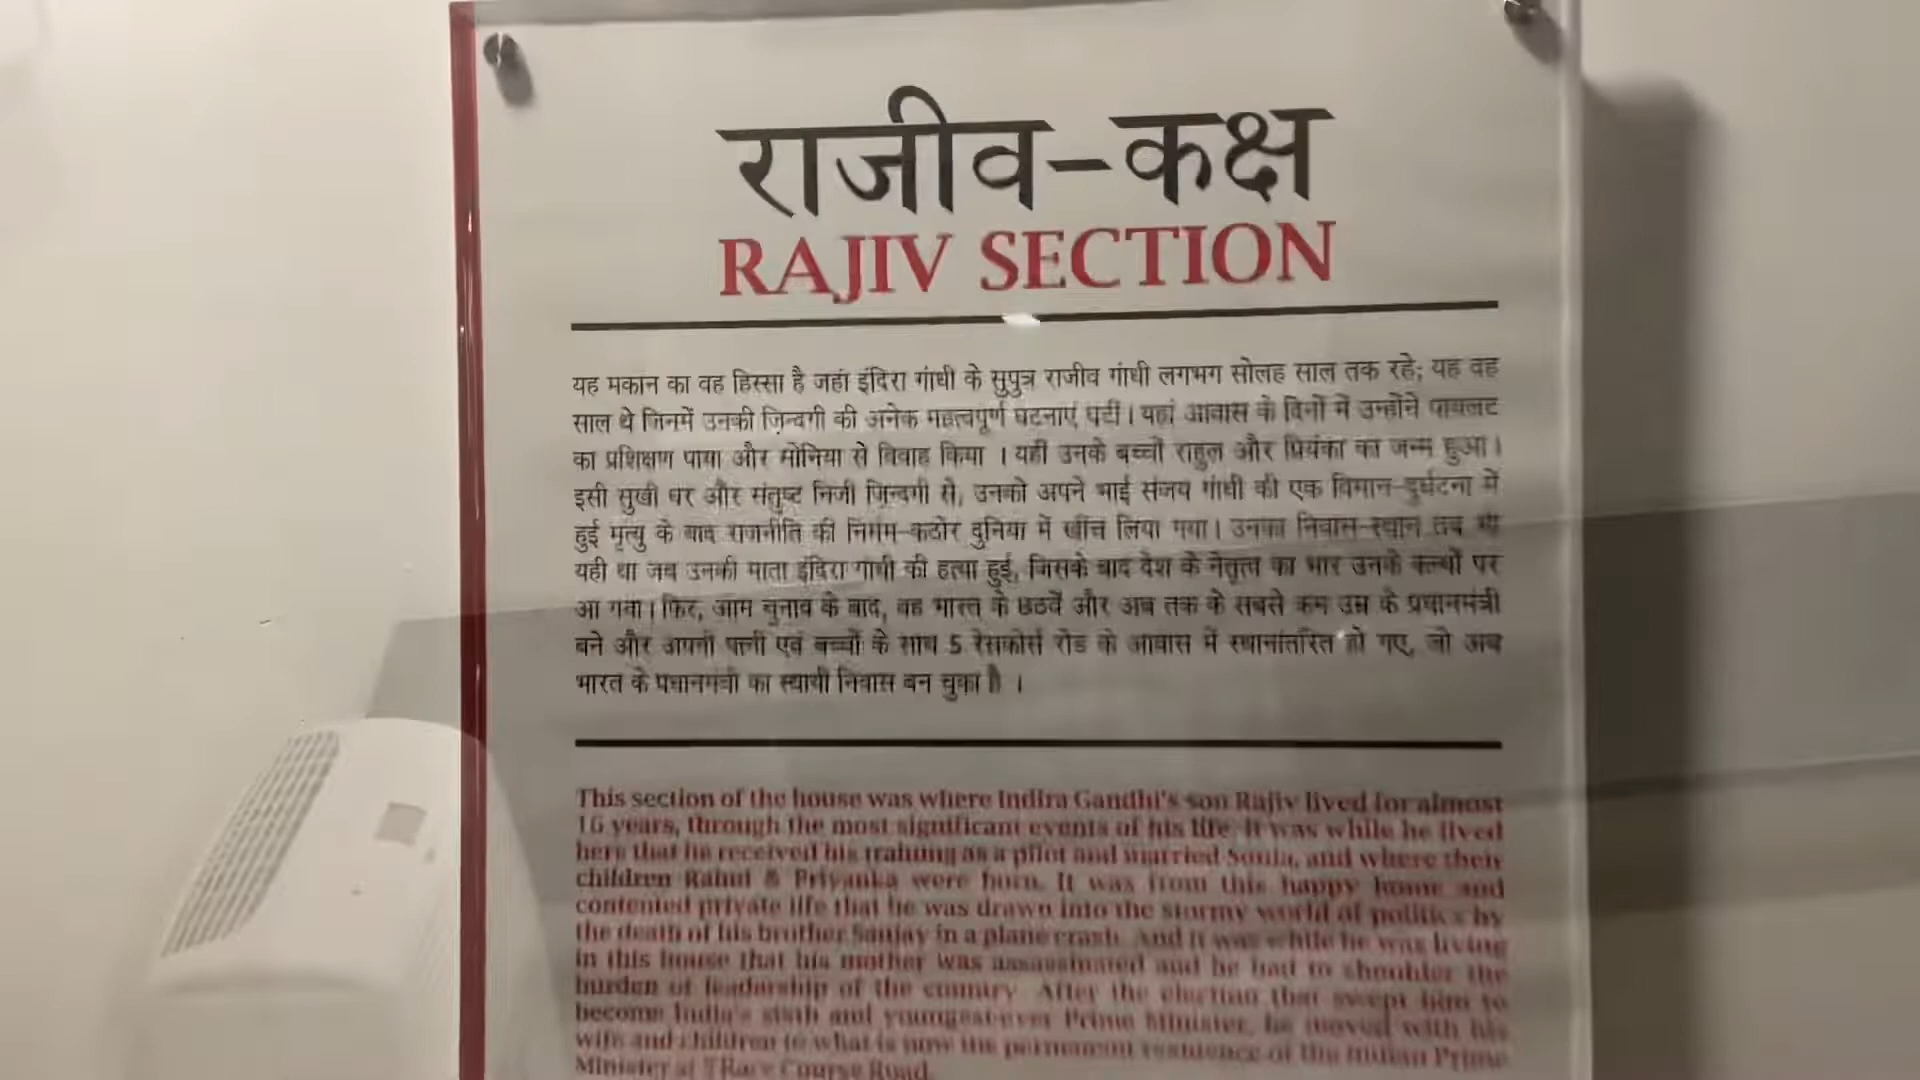 राजीव-कक्ष
RAJIV SECTION
यह मकान का वह हिस्सा है जहां इंदिरा गांधी के सुपुत्र राजीव गांधी लगभग सोलह साल तक रहे; यह वह
साल थे जिनमें उनकी ज़िन्दगी की अनेक महत्वपूर्ण घटनाएं घटीं। यहां आवास के दिनों में उन्होंने पायलट
का प्रशिक्षण पाया और सोनिया से विवाह किया । यहीं उनके बच्चों राहुल और प्रियंका का जन्म हुआ।
इसी सुखी घर और संतुष्ट निजी ज़िन्दगी से, उनको अपने भाई संजय गांधी की एक विमान-दुर्घटना में
हुई मृत्यु के बाद राजनीति की निर्मम-कठोर दुनिया में खींच लिया गया। उनका निवास-स्थान तब भी
यही था जब उनकी माता इंदिरा गांधी की हत्या हुई, जिसके बाद देश के नेतृत्व का भार उनके कन्धों पर
आ गया। फिर, आम चुनाव के बाद, वह भारत के छठवें और अब तक के सबसे कम उम्र के प्रधानमंत्री
बने और अपनी पत्नी एवं बच्चों के साथ 5 रेसकोर्स रोड के आवास में स्थानांतरित हो गए, जो अब
भारत के प्रधानमंत्री का स्थायी निवास बन चुका है ।
This section of the house was where Indira Gandhi's son Rajiv lived for almost
16 years, through the most significant events of his life. It was while he lived
here that he received his training as a pilot and married Sonia, and where their
children Rahul & Priyanka were born. It was from this happy home and
contented private life that he was drawn into the stormy world of politics by
the death of his brother Sanjay in a plane crash. And it was while he was living
in this house that his mother was assassinated and he had to shoulder the
burden of leadership of the country. After the election that swept him to
become India's sixth and youngest-ever Prime Minister, he moved with his
wife and children to what is now the permanent residence of the Indian Prime
Minister at Race Course Road.